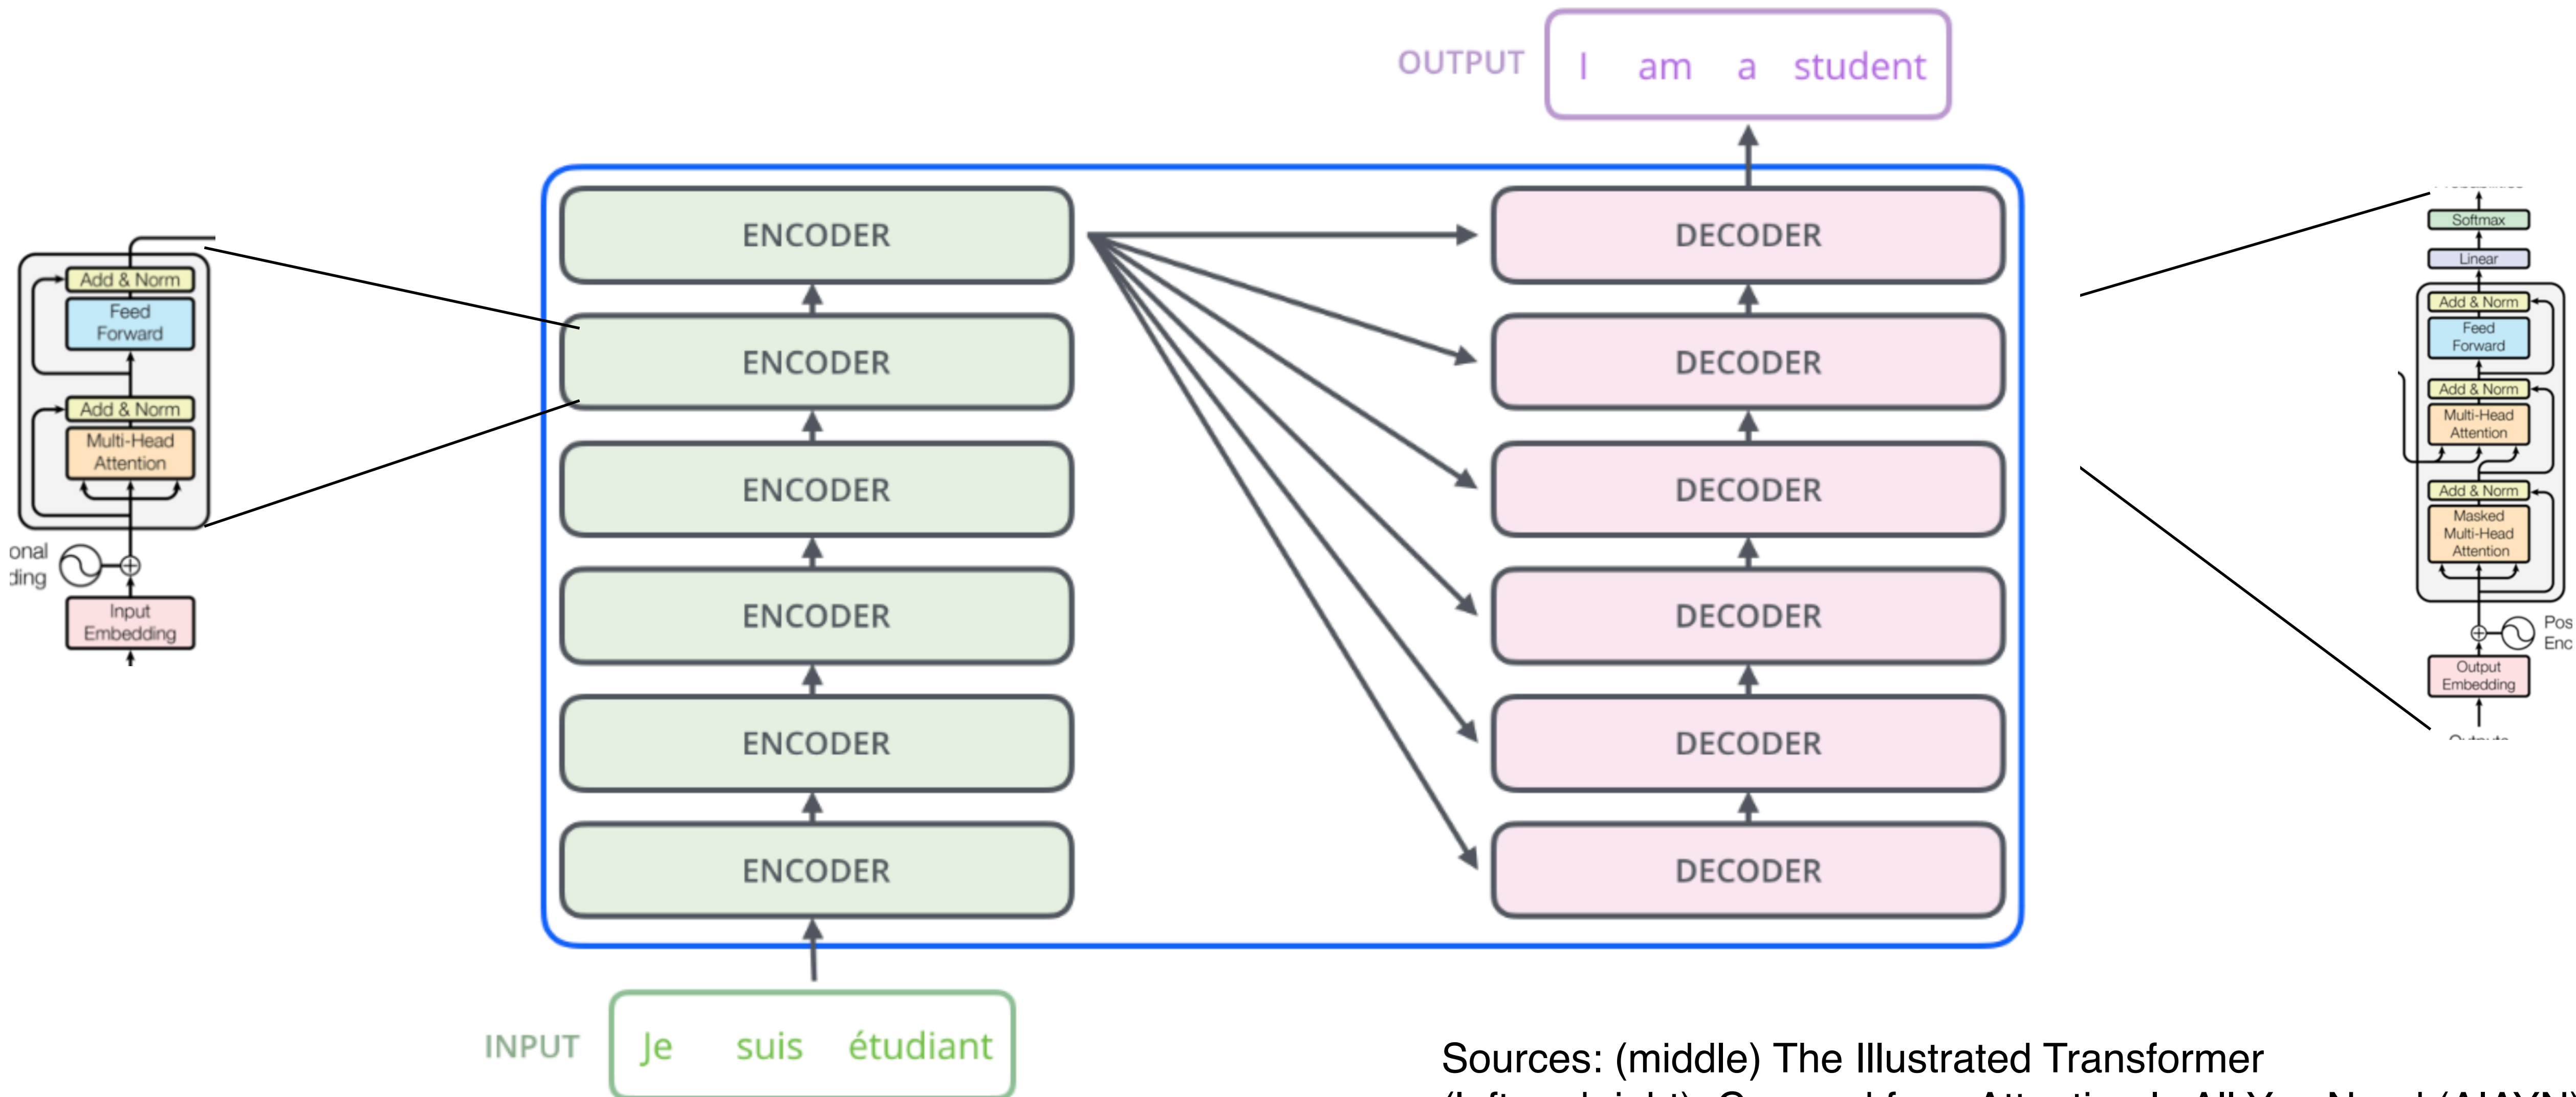 OUTPUT
I am a student
ENCODER
ENCODER
ENCODER
ENCODER
ENCODER
ENCODER
DECODER
DECODER
DECODER
DECODER
DECODER
DECODER
INPUT
Je suis étudiant
Add & Norm
Feed
Forward
Add & Norm
Multi-Head
Attention
onal
ding
Input
Embedding
Softmax
Linear
Add & Norm
Feed
Forward
Add & Norm
Multi-Head
Attention
Add & Norm
Masked
Multi-Head
Attention
Pos
Enc
Output
Embedding
Sources: (middle) The Illustrated Transformer